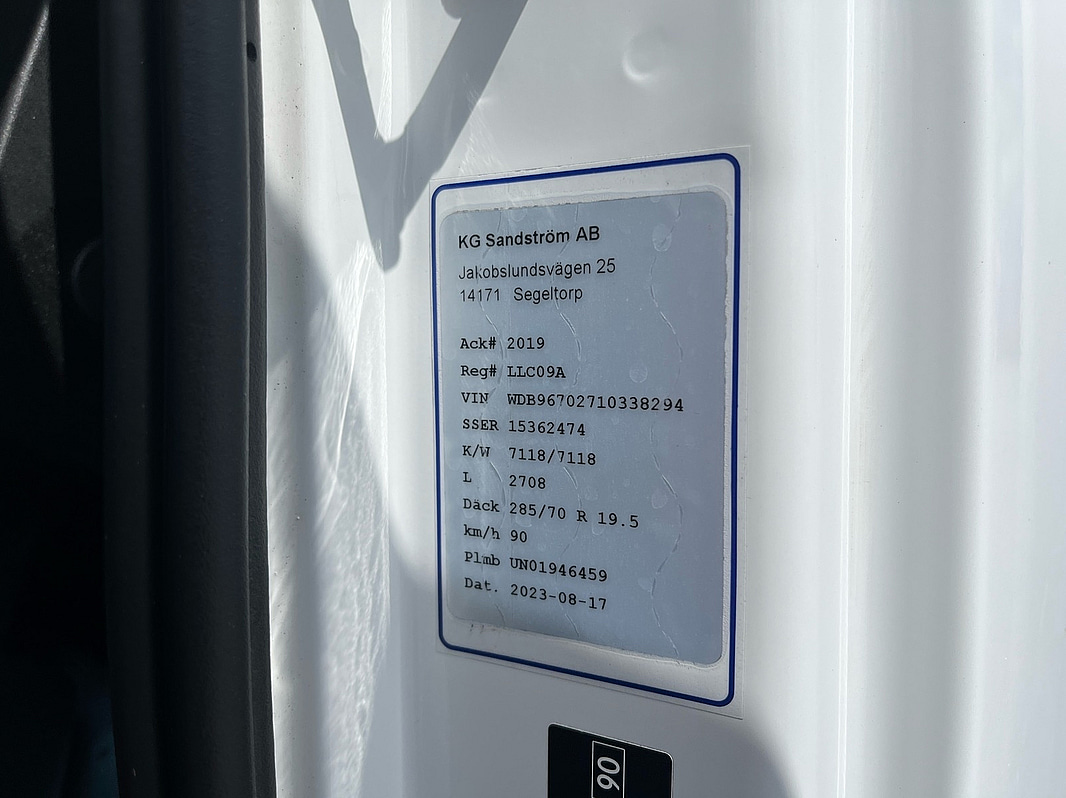 KG Sandström AB
Jakobslundsvägen 25
14171 Segeltorp
Ack# 2019
Reg# LLC09A
VIN WDB96702710338294
SSER 15362474
K/W 7118/7118
L 2708
Däck 285/70 R 19.5
km/h 90
Plmb UN01946459
Dat. 2023-08-17
90